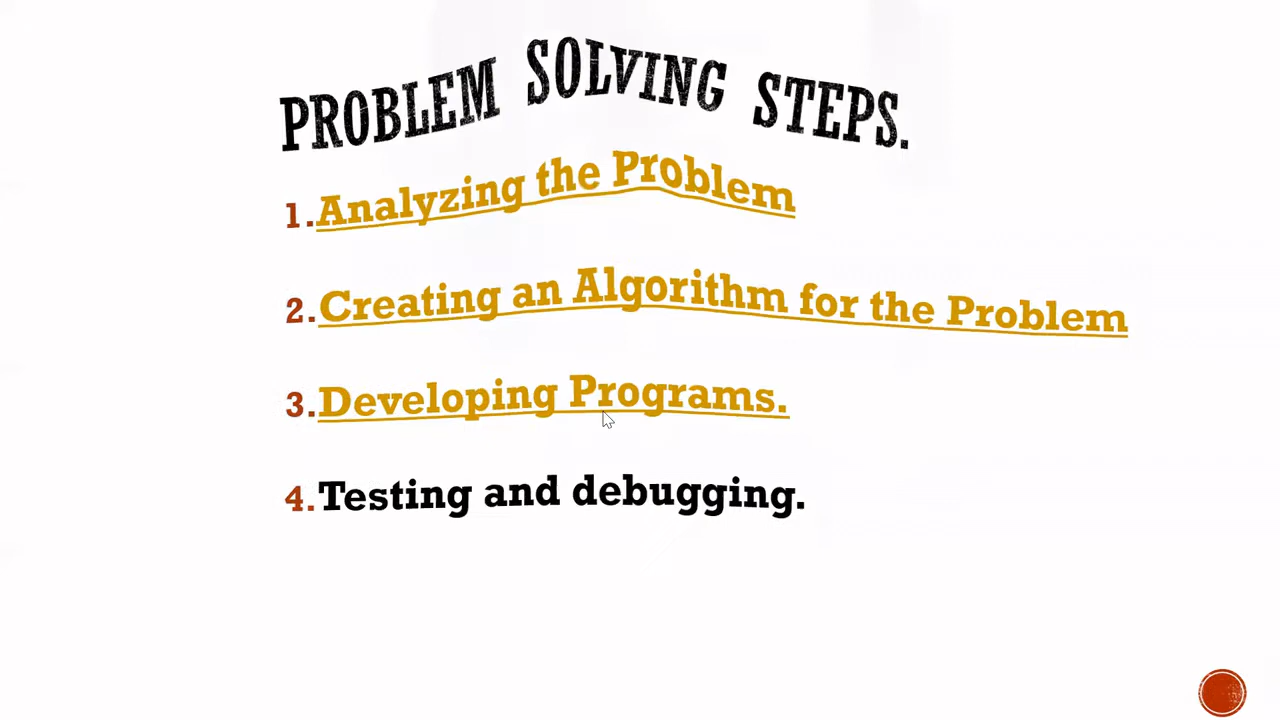 PROBLEM SOLVING STEPS.
1. Analyzing the Problem
2. Creating an Algorithm for the Problem
3. Developing Programs.
4. Testing and debugging.